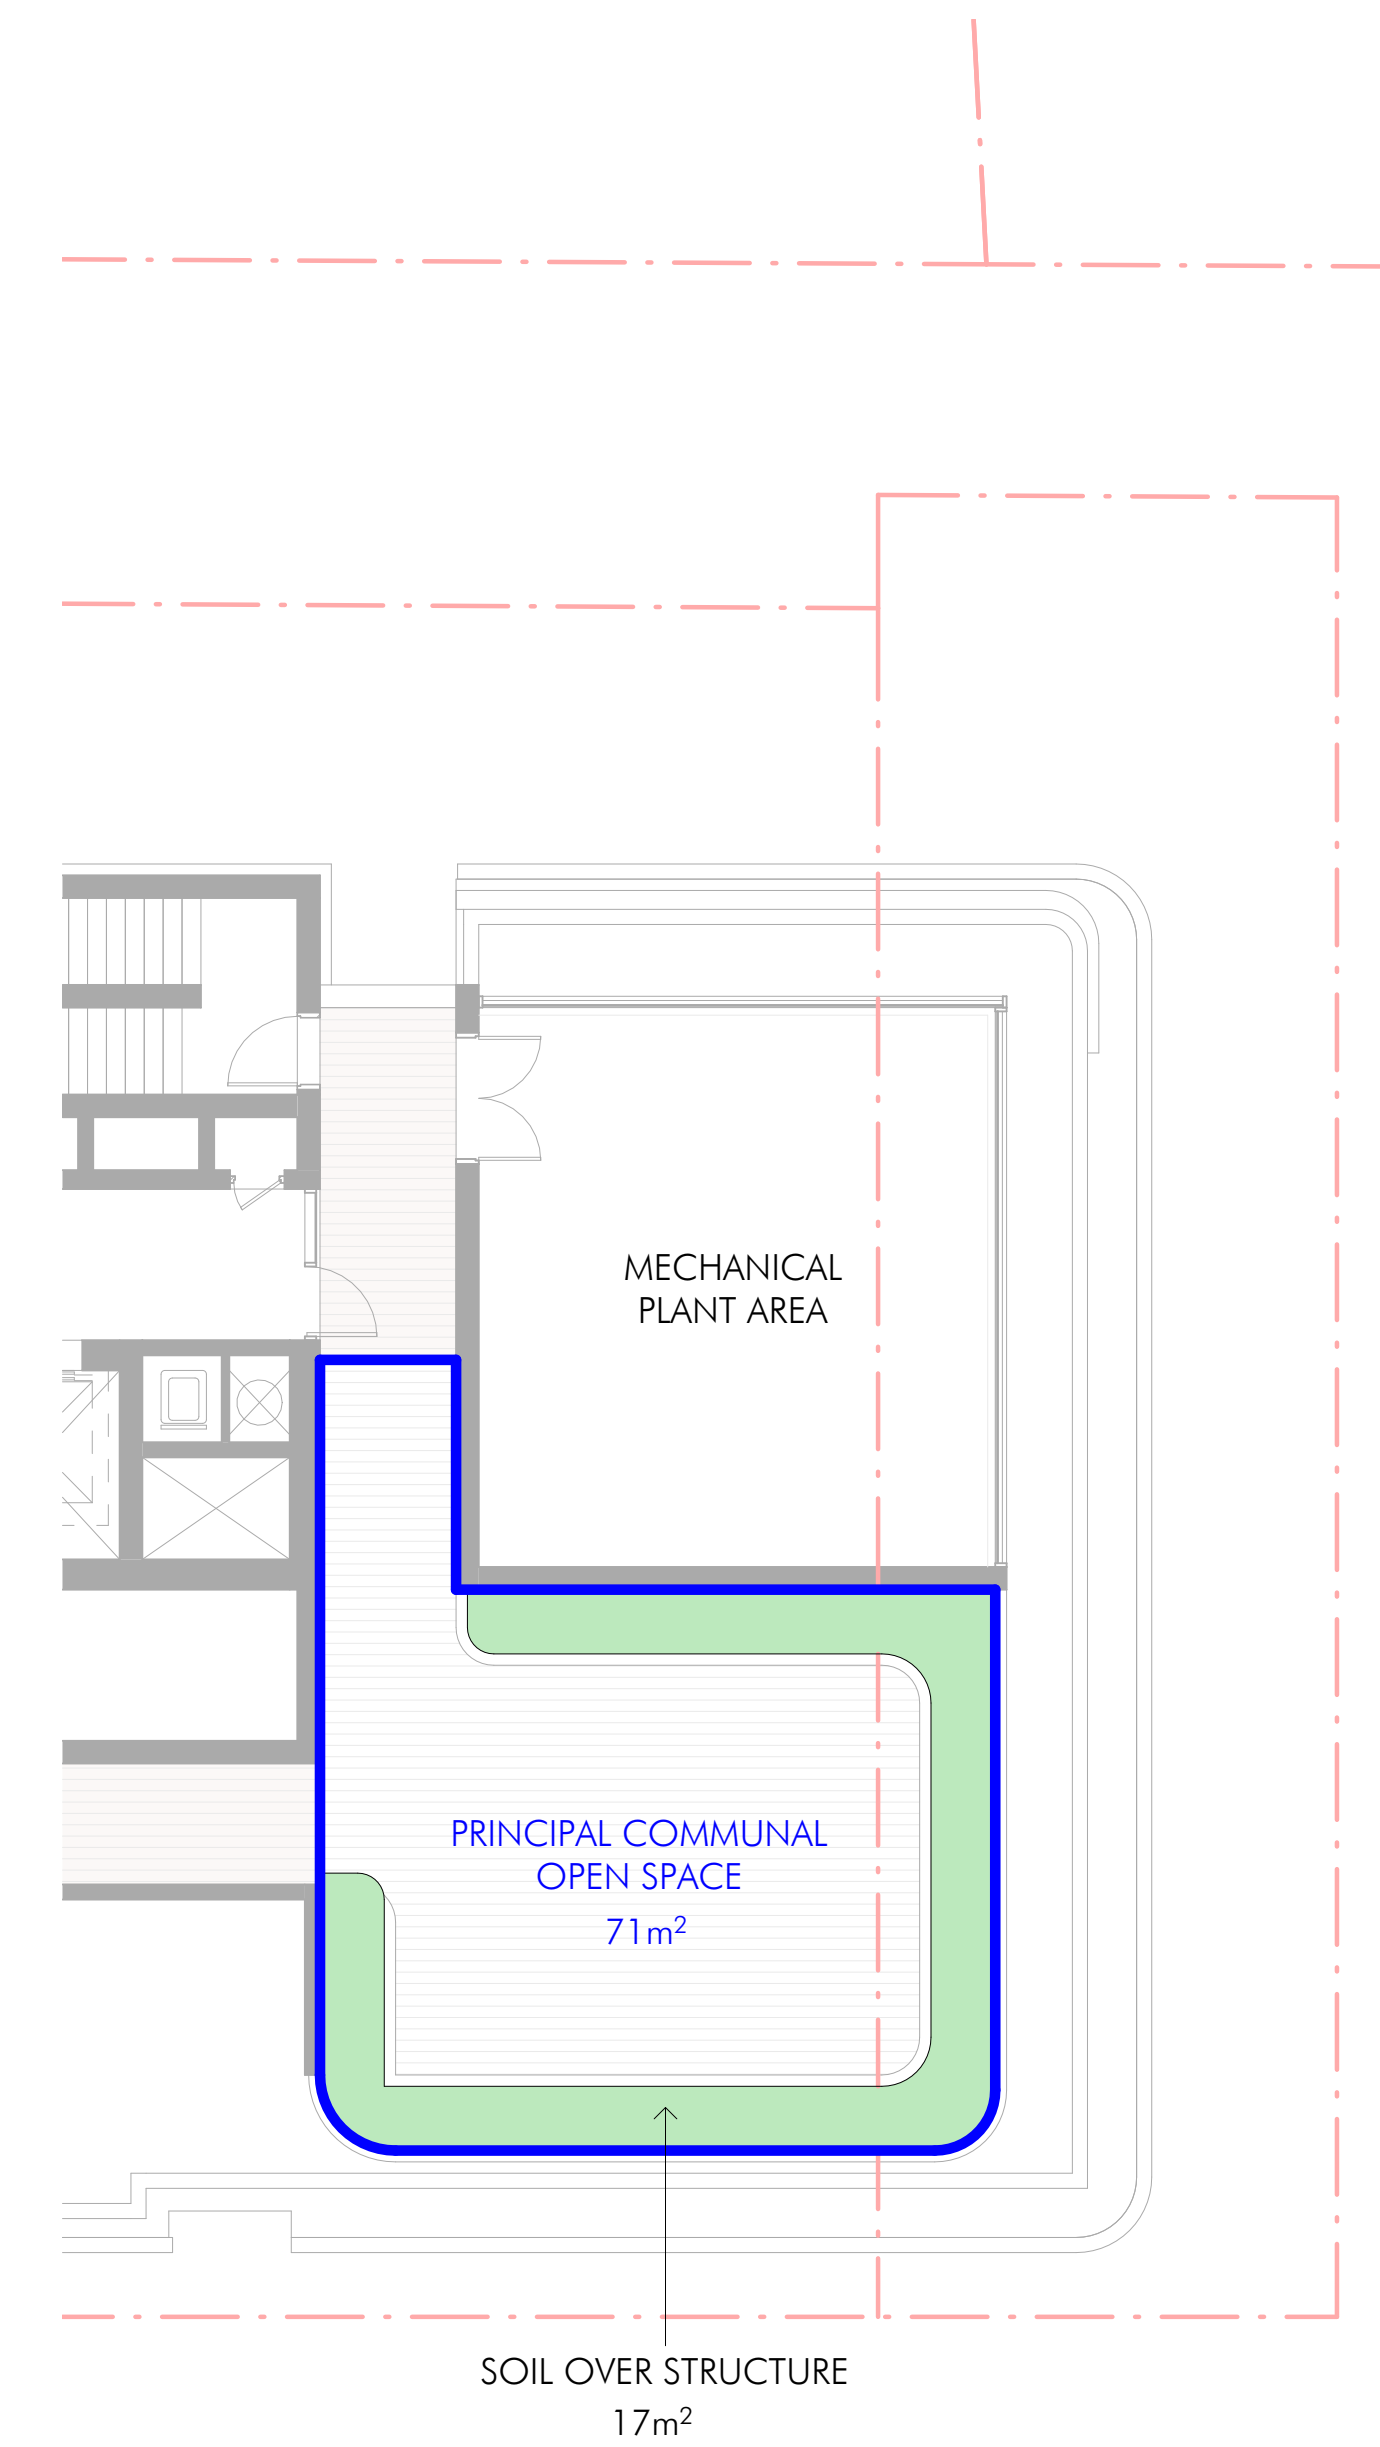 MECHANICAL
PLANT AREA
PRINCIPAL COMMUNAL
OPEN SPACE
71m²
SOIL OVER STRUCTURE
17m²